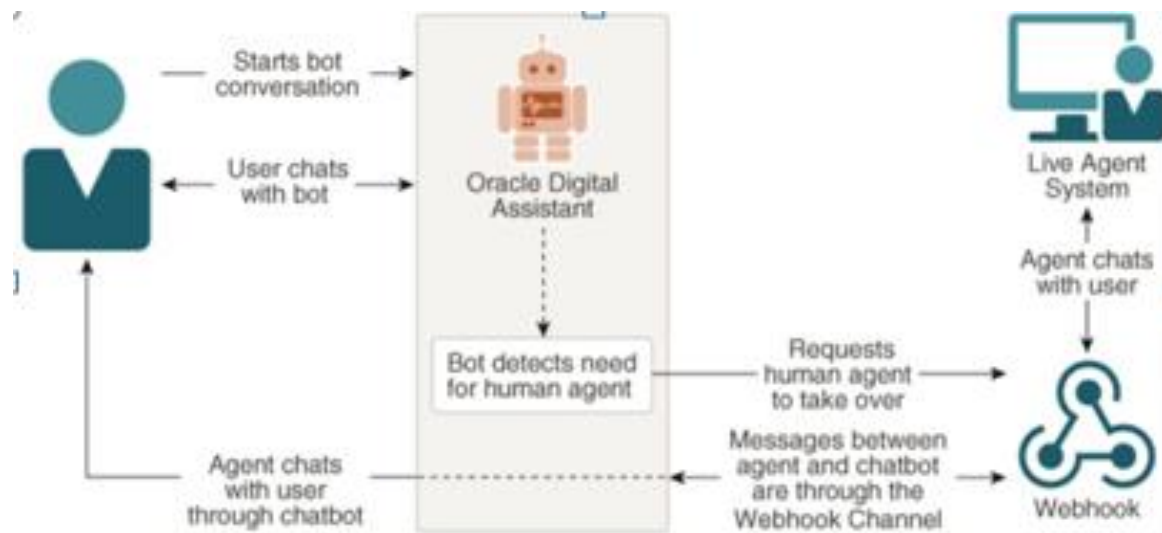 Starts bot
conversation
User chats
with bot
Oracle Digital
Assistant
Live Agent
System
Agent chats
with user
Bot detects need
for human agent
Requests
human agent
to take over
Messages between
agent and chatbot
are through the
Webhook Channel
Agent chats
with user
through chatbot
Webhook